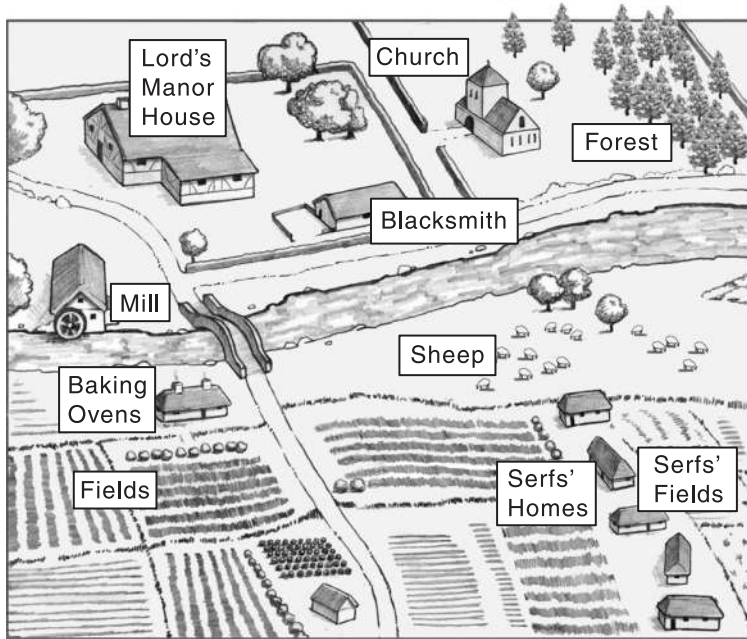 Lord's
Manor
House
Church
Forest
Blacksmith
Mill
Sheep
Baking
Ovens
Fields
Serfs'
Homes
Serfs'
Fields